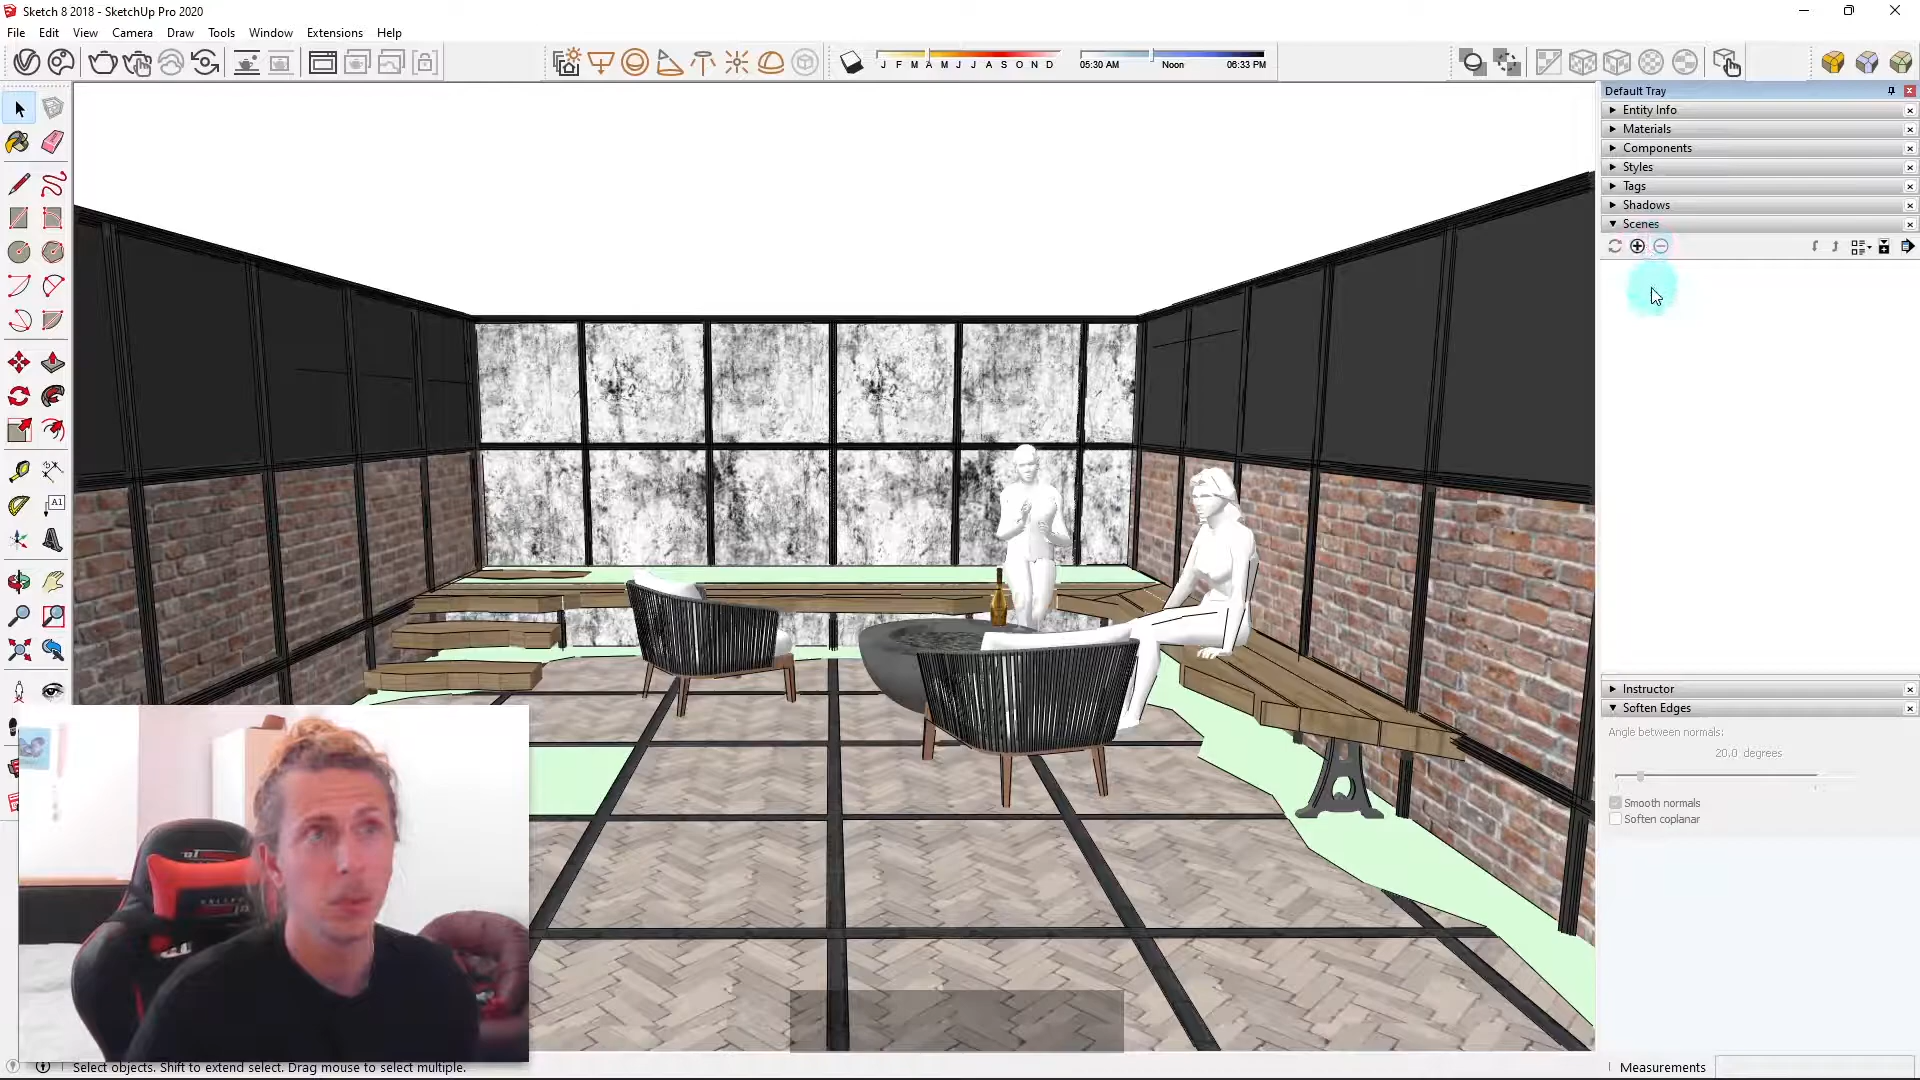 Sketch 8 2018 - SketchUp Pro 2020
File Edit View Camera Draw Tools Window Extensions Help
J F M A M J J A S O N D
05:30 AM Noon 06:33 PM
Default Tray
Entity Info
Materials
Components
Styles
Tags
Shadows
Scenes
A1
Instructor
Soften Edges
Angle between normals:
20.0 degrees
Smooth normals
Soften coplanar
Select objects. Shift to extend select. Drag mouse to select multiple.
Measurements